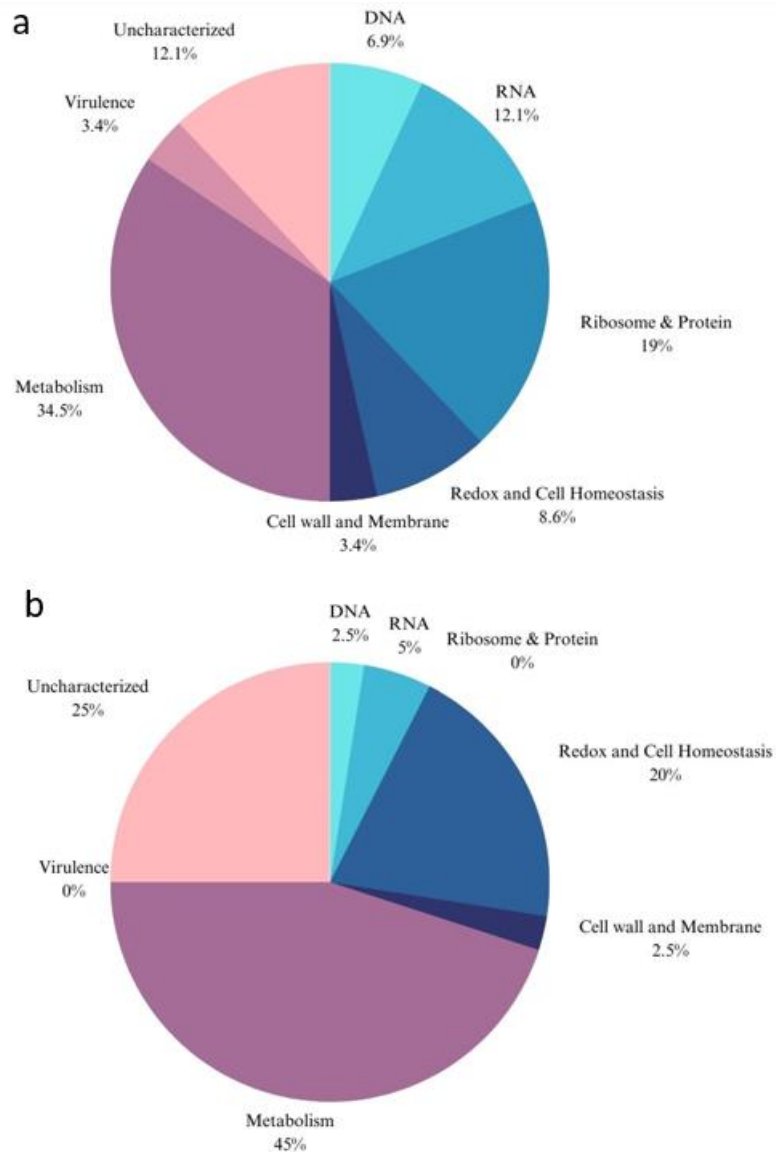 a
DNA
6.9%
Uncharacterized
12.1%
RNA
12.1%
Virulence
3.4%
Ribosome & Protein
19%
Metabolism
34.5%
Redox and Cell Homeostasis
8.6%
Cell wall and Membrane
3.4%
b
DNA
2.5%
RNA
5%
Ribosome & Protein
0%
Uncharacterized
25%
Redox and Cell Homeostasis
20%
Virulence
0%
Cell wall and Membrane
2.5%
Metabolism
45%